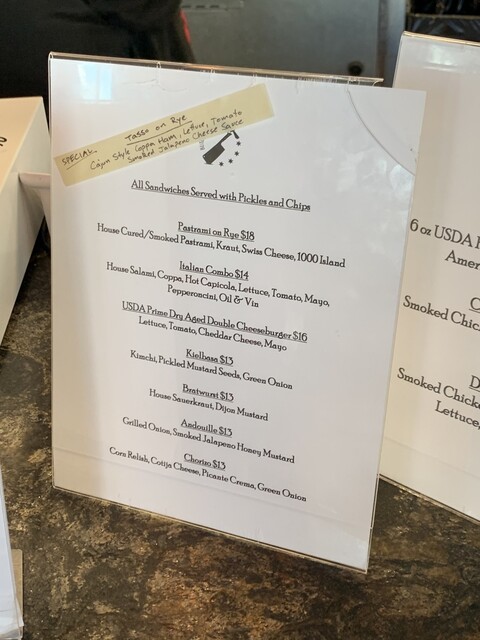 SPECIAL: Tasso on Rye
Cajun Style Coppa Ham, Lettuce, Tomato
Smoked Jalapeno Cheese Sauce
All Sandwiches Served with Pickles and Chips
Pastrami on Rye $18
House Cured/Smoked Pastrami, Kraut, Swiss Cheese, 1000 Island
Italian Combo $14
House Salami, Coppa, Hot Capicola, Lettuce, Tomato, Mayo,
Pepperoncini, Oil & Vin
USDA Prime Dry Aged Double Cheeseburger $16
Lettuce, Tomato, Cheddar Cheese, Mayo
Kielbasa $13
Kimchi, Pickled Mustard Seeds, Green Onion
Bratwurst $13
House Sauerkraut, Dijon Mustard
Andouille $13
Grilled Onion, Smoked Jalapeno Honey Mustard
Chorizo $13
Corn Relish, Cotija Cheese, Picante Crema, Green Onion
6 oz USDA
Amer
C
Smoked Chic
D
Smoked Chick
Lettuce,